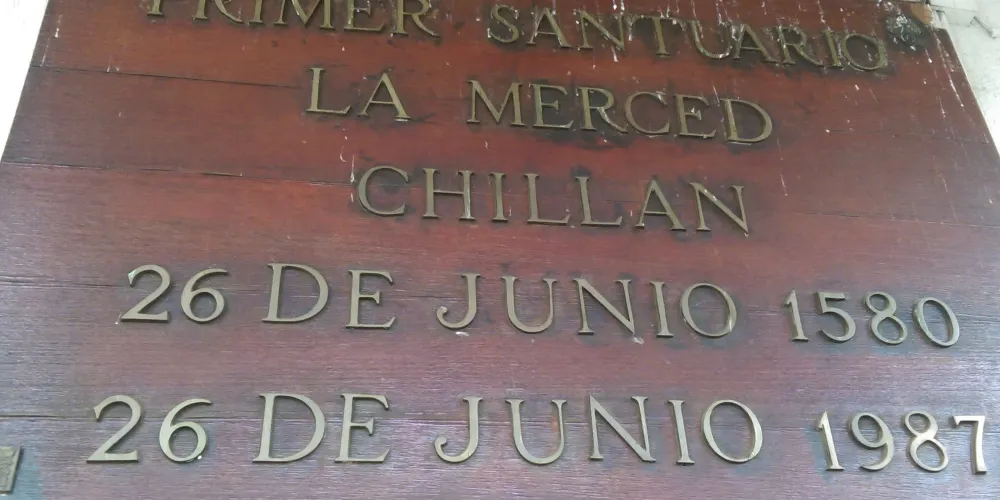 PRIMER SANTUARIO
LA MERCED
CHILLAN
26 DE JUNIO 1580
26 DE JUNIO 1987